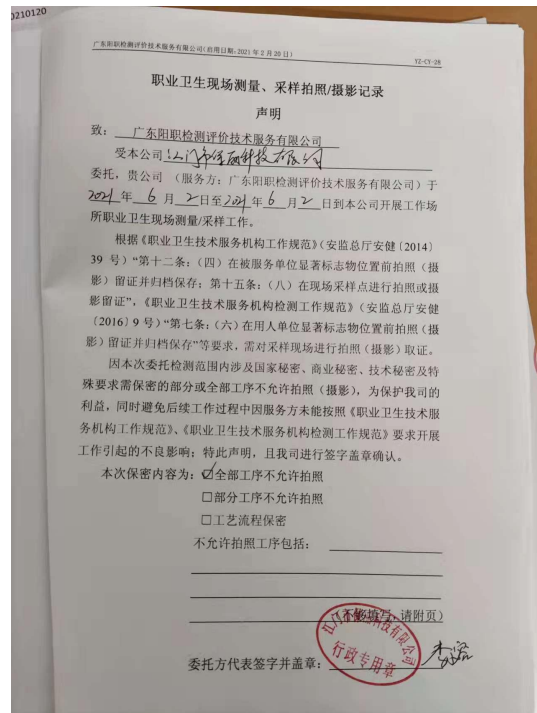 0210120
广东阳职检测评价技术服务有限公司(启用日期:2021年2月20日)
YZ-CY-28
职业卫生现场测量、采样拍照/摄影记录
声明
致:广东阳职检测评价技术服务有限公司
受本公司江门市佳丽科技有限公司
委托,贵公司(服务方:广东阳职检测评价技术服务有限公司)于
2021年6月2日至2021年6月2日到本公司开展工作场
所职业卫生现场测量/采样工作。
根据《职业卫生技术服务机构工作规范》(安监总厅安健〔2014〕
39 号)“第十二条:(四)在被服务单位显著标志物位置前拍照(摄
影)留证并归档保存;第十五条:(八)在现场采样点进行拍照或摄
影留证”,《职业卫生技术服务机构检测工作规范》(安监总厅安健
〔2016〕9 号)“第七条:(六)在用人单位显著标志物位置前拍照(摄
影)留证并归档保存”等要求,需对采样现场进行拍照(摄影)取证。
因本次委托检测范围内涉及国家秘密、商业秘密、技术秘密及特
殊要求需保密的部分或全部工序不允许拍照(摄影),为保护我司的
利益,同时避免后续工作过程中因服务方未能按照《职业卫生技术服
务机构工作规范》、《职业卫生技术服务机构检测工作规范》要求开展
工作引起的不良影响;特此声明,且我司进行签字盖章确认。
本次保密内容为:☑全部工序不允许拍照
□部分工序不允许拍照
□工艺流程保密
不允许拍照工序包括:
(不够填写,请附页)
委托方代表签字并盖章:
行政专用章